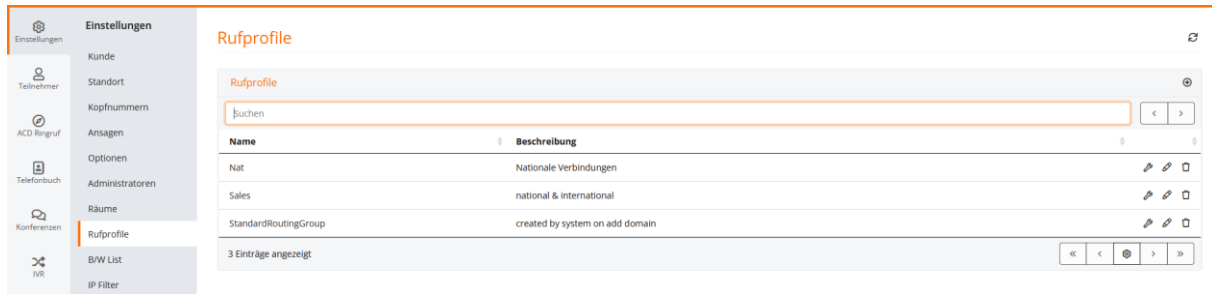 Einstellungen
Teilnehmer
ACD Ringruf
Telefonbuch
Konferenzen
IVR
Einstellungen
Kunde
Standort
Kopfnummern
Ansagen
Optionen
Administratoren
Räume
Rufprofile
B/W List
IP Filter
Rufprofile
Rufprofile
Suchen
Name Beschreibung
Nat Nationale Verbindungen
Sales national & international
StandardRoutingGroup created by system on add domain
3 Einträge angezeigt